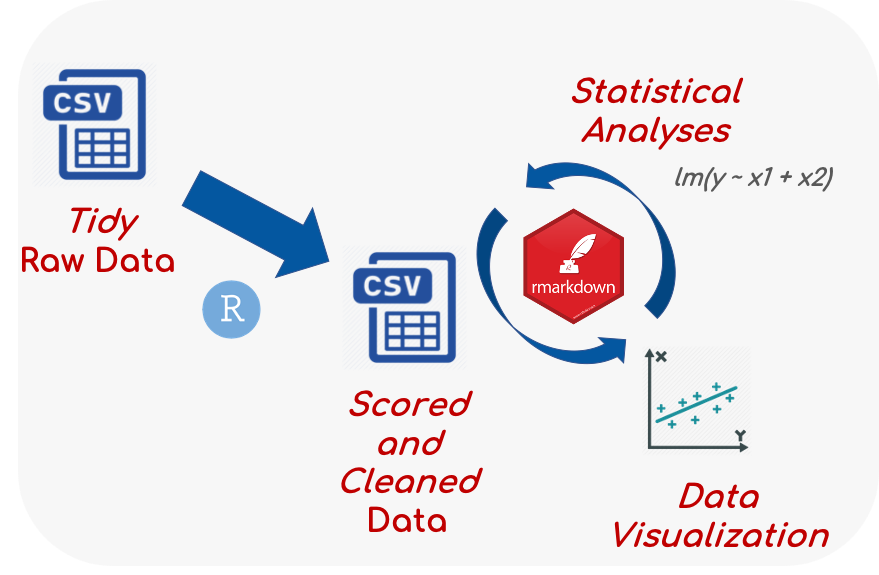 CSV
Tidy
Raw Data
R
CSV
Scored
and
Cleaned
Data
Statistical
Analyses
lm(y ~ x1 + x2)
rmarkdown
X
Y
Data
Visualization